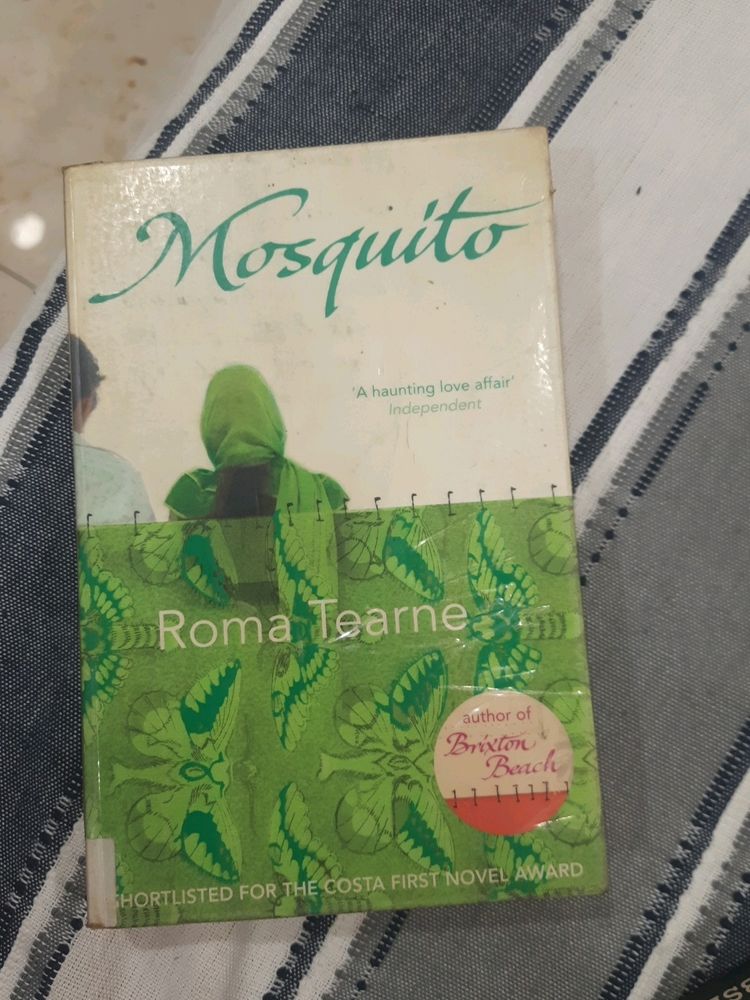 Mosquito
'A haunting love affair'
Independent
Roma Tearne
author of
Brixton
Beach
SHORTLISTED FOR THE COSTA FIRST NOVEL AWARD